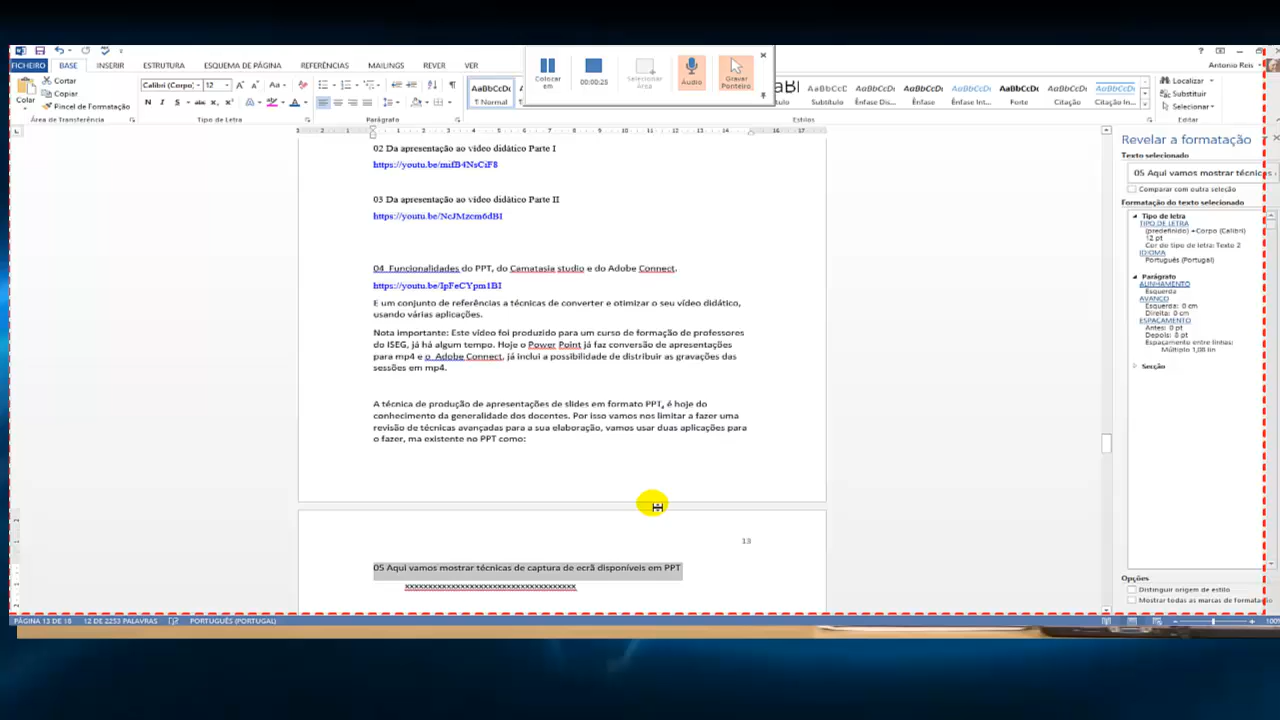 FICHEIRO BASE INSERIR ESTRUTURA ESQUEMA DE PÁGINA REFERÊNCIAS MAILINGS REVER VER
Antonio Reis
Colar
Cortar
Copiar
Pincel de Formatação
Área de Transferência
Calibri (Corpo)
12
Tipo de Letra
Parágrafo
AaBbCcDc
¶ Normal
Colocar em
00:00:25
Selecionar Área
Áudio
Gravar Ponteiro
Subtítulo
Ênfase Dis...
Ênfase
Ênfase Int...
Forte
Citação
Citação In...
Estilos
Localizar
Substituir
Selecionar
Editar
02 Da apresentação ao vídeo didático Parte I
https://youtu.be/mifB4NsCiF8
03 Da apresentação ao vídeo didático Parte II
https://youtu.be/NcJMzcm6dBI
04 Funcionalidades do PPT, do Camatasia studio e do Adobe Connect.
https://youtu.be/IpFeCYpm1BI
E um conjunto de referências a técnicas de converter e otimizar o seu vídeo didático,
usando várias aplicações.
Nota importante: Este vídeo foi produzido para um curso de formação de professores
do ISEG, já há algum tempo. Hoje o Power Point já faz conversão de apresentações
para mp4 e o Adobe Connect, já inclui a possibilidade de distribuir as gravações das
sessões em mp4.
A técnica de produção de apresentações de slides em formato PPT, é hoje do
conhecimento da generalidade dos docentes. Por isso vamos nos limitar a fazer uma
revisão de técnicas avançadas para a sua elaboração, vamos usar duas aplicações para
o fazer, ma existente no PPT como:
13
05 Aqui vamos mostrar técnicas de captura de ecrã disponíveis em PPT
Revelar a formatação
Texto selecionado
05 Aqui vamos mostrar técnicas
Comparar com outra seleção
Formatação do texto selecionado
Tipo de letra
TIPO DE LETRA
(predefinido) +Corpo (Calibri)
12 pt
Cor do tipo de letra: Texto 2
IDIOMA
Português (Portugal)
Parágrafo
ALINHAMENTO
Esquerda
AVANÇO
Esquerda: 0 cm
Direita: 0 cm
ESPAÇAMENTO
Antes: 0 pt
Depois: 8 pt
Espaçamento entre linhas:
Múltiplo 1,08 lin
Secção
Opções
Distinguir origem de estilo
Mostrar todas as marcas de formatação
PÁGINA 13 DE 18 12 DE 2253 PALAVRAS PORTUGUÊS (PORTUGAL)
100%